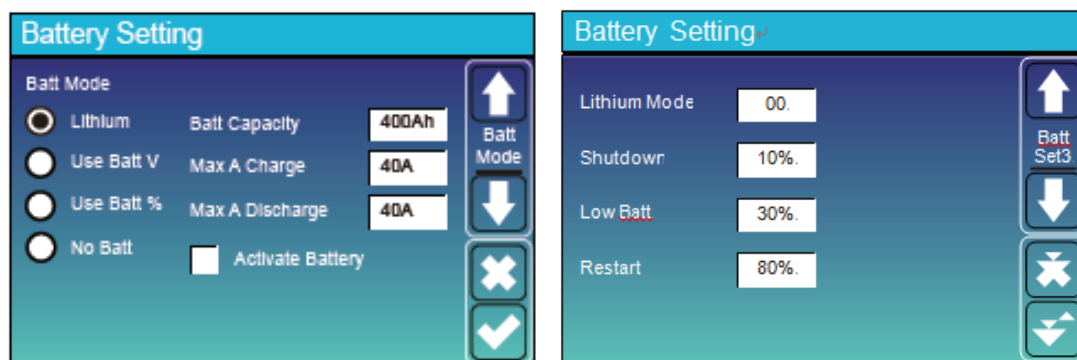 Battery Setting
Batt Mode
Lithium
Batt Capacity
400Ah
Use Batt V
Max A Charge
40A
Use Batt %
Max A Discharge
40A
No Batt
Activate Battery
Batt
Mode
Battery Setting↵
Lithium Mode
00.
Shutdown
10%.
Low Batt
30%.
Restart
80%.
Batt
Set3